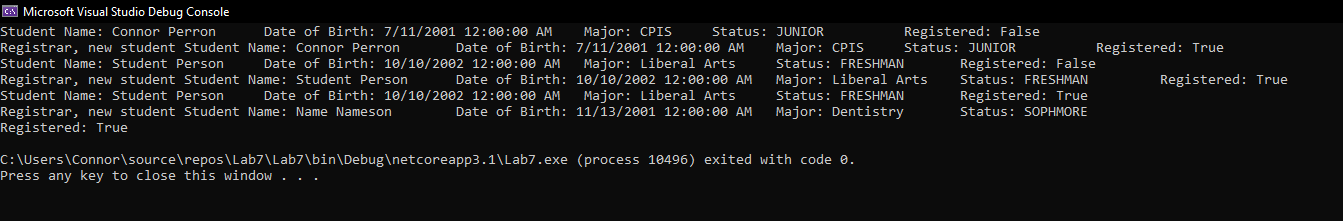 Microsoft Visual Studio Debug Console
Student Name: Connor Perron Date of Birth: 7/11/2001 12:00:00 AM Major: CPIS Status: JUNIOR Registered: False
Registrar, new student Student Name: Connor Perron Date of Birth: 7/11/2001 12:00:00 AM Major: CPIS Status: JUNIOR Registered: True
Student Name: Student Person Date of Birth: 10/10/2002 12:00:00 AM Major: Liberal Arts Status: FRESHMAN Registered: False
Registrar, new student Student Name: Student Person Date of Birth: 10/10/2002 12:00:00 AM Major: Liberal Arts Status: FRESHMAN Registered: True
Student Name: Student Person Date of Birth: 10/10/2002 12:00:00 AM Major: Liberal Arts Status: FRESHMAN Registered: True
Registrar, new student Student Name: Name Nameson Date of Birth: 11/13/2001 12:00:00 AM Major: Dentistry Status: SOPHMORE
Registered: True
C:\Users\Connor\source\repos\Lab7\Lab7\bin\Debug\netcoreapp3.1\Lab7.exe (process 10496) exited with code 0.
Press any key to close this window . . .